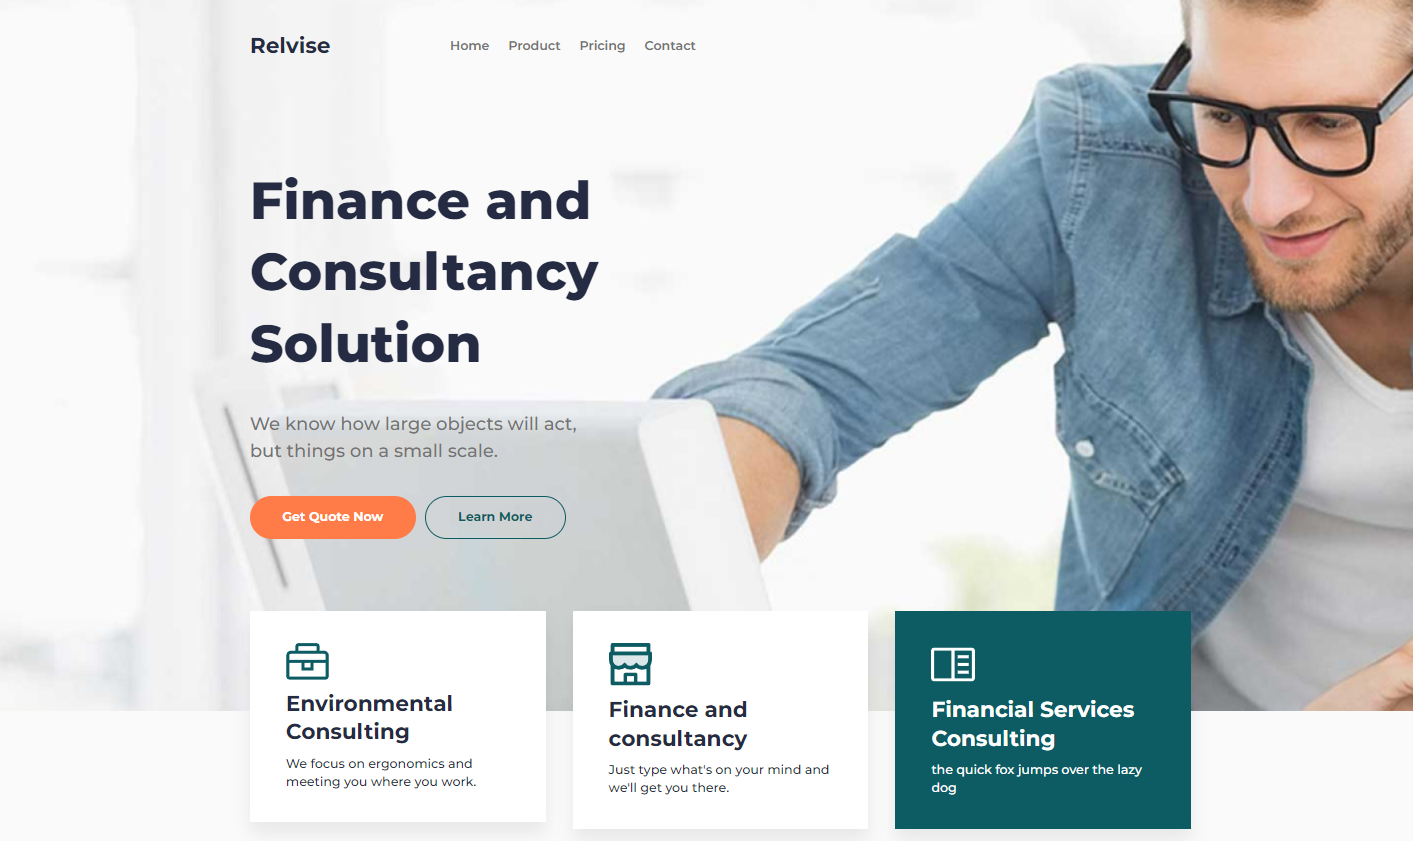 Relvise
Home Product Pricing Contact
Finance and
Consultancy
Solution
We know how large objects will act,
but things on a small scale.
Get Quote Now
Learn More
Environmental
Consulting
We focus on ergonomics and
meeting you where you work.
Finance and
consultancy
Just type what's on your mind and
we'll get you there.
Financial Services
Consulting
the quick fox jumps over the lazy
dog